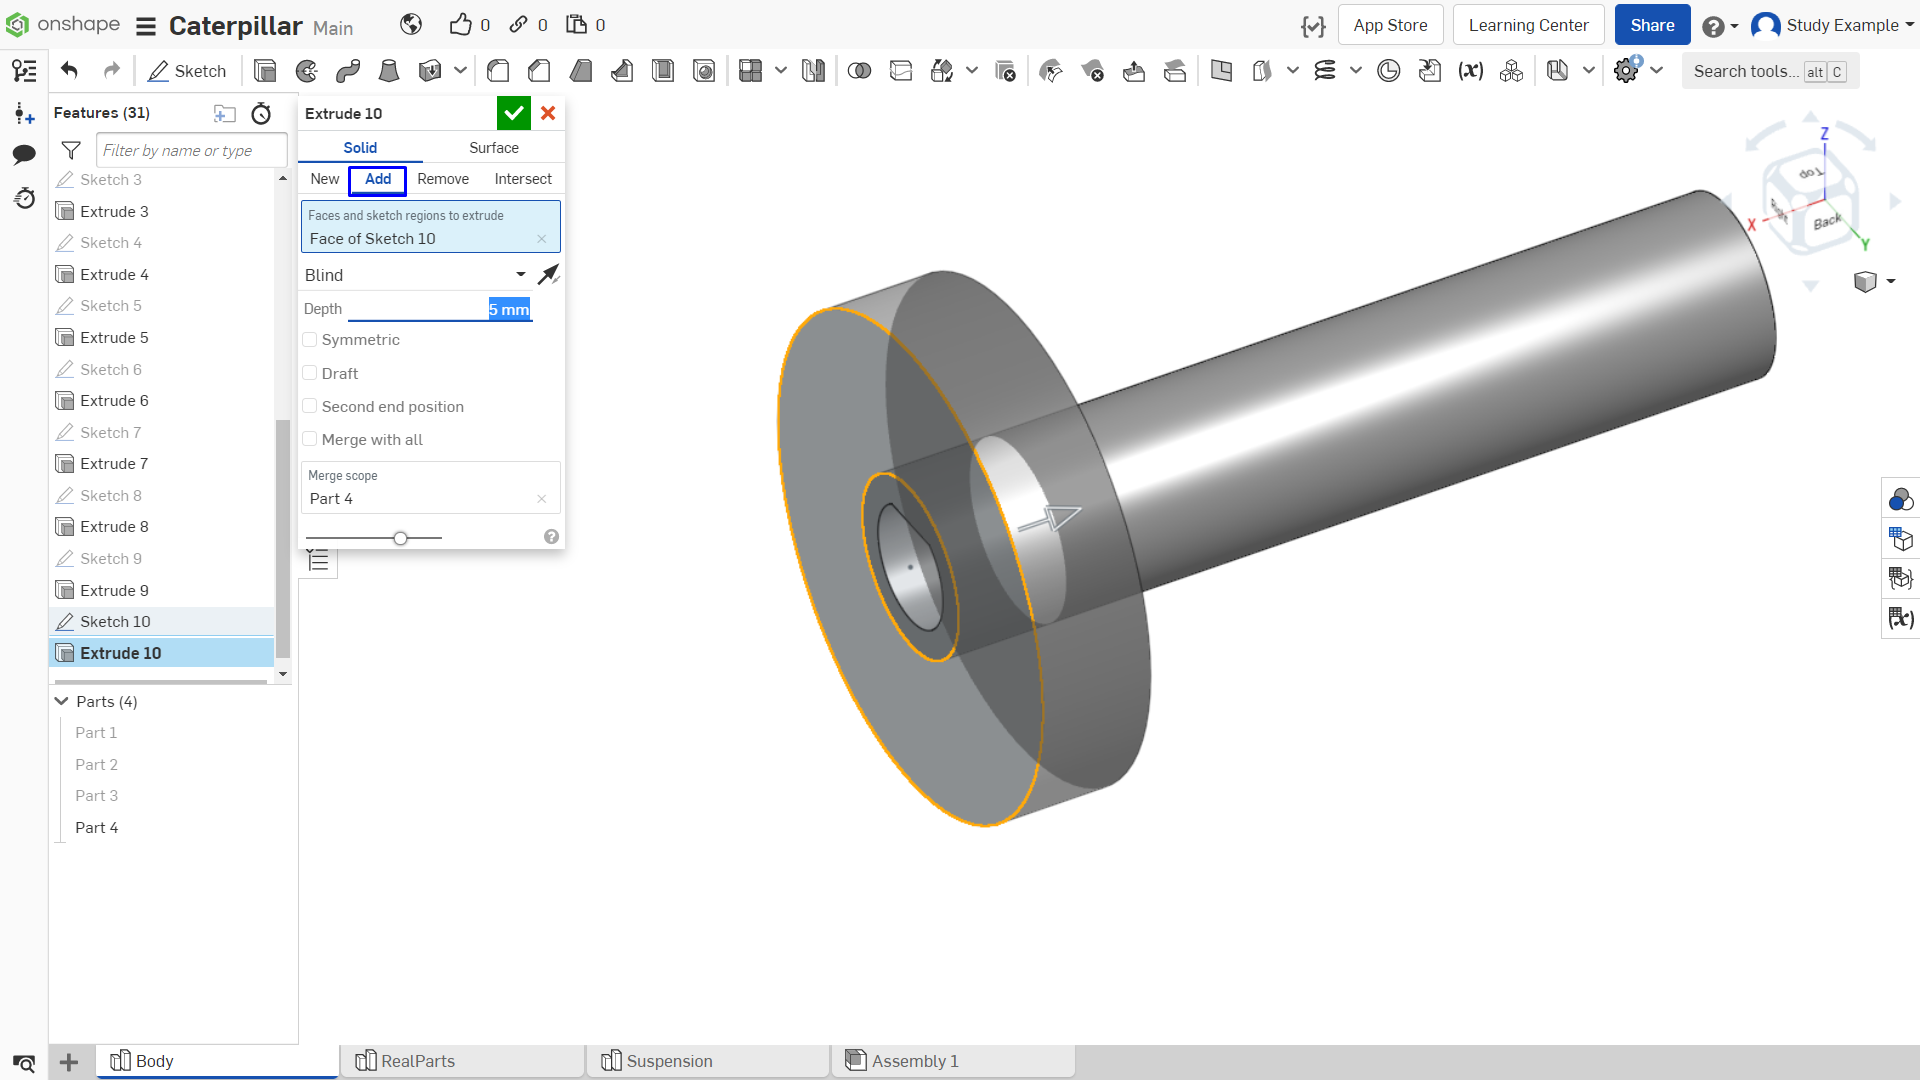 onshape Caterpillar Main 0 0 0 App Store Learning Center Share Study Example
Sketch Search tools... alt C
Features (31)
Filter by name or type
Sketch 3
Extrude 3
Sketch 4
Extrude 4
Sketch 5
Extrude 5
Sketch 6
Extrude 6
Sketch 7
Extrude 7
Sketch 8
Extrude 8
Sketch 9
Extrude 9
Sketch 10
Extrude 10
Parts (4)
Part 1
Part 2
Part 3
Part 4
Extrude 10
Solid Surface
New Add Remove Intersect
Faces and sketch regions to extrude
Face of Sketch 10
Blind
Depth 5 mm
Symmetric
Draft
Second end position
Merge with all
Merge scope
Part 4
Z
Top
X Right Back
Y
Body RealParts Suspension Assembly 1